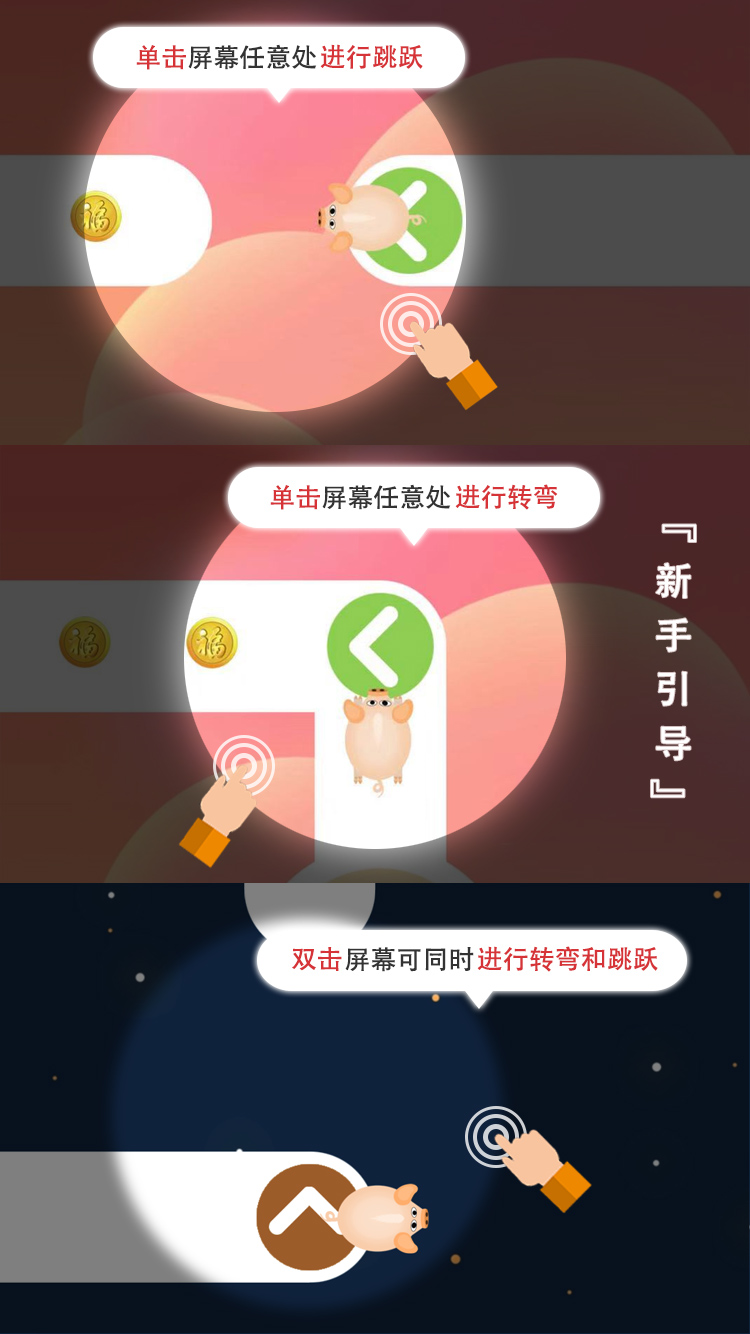 单击屏幕任意处进行跳跃
福
单击屏幕任意处进行转弯
福
福
『新手引导』
双击屏幕可同时进行转弯和跳跃